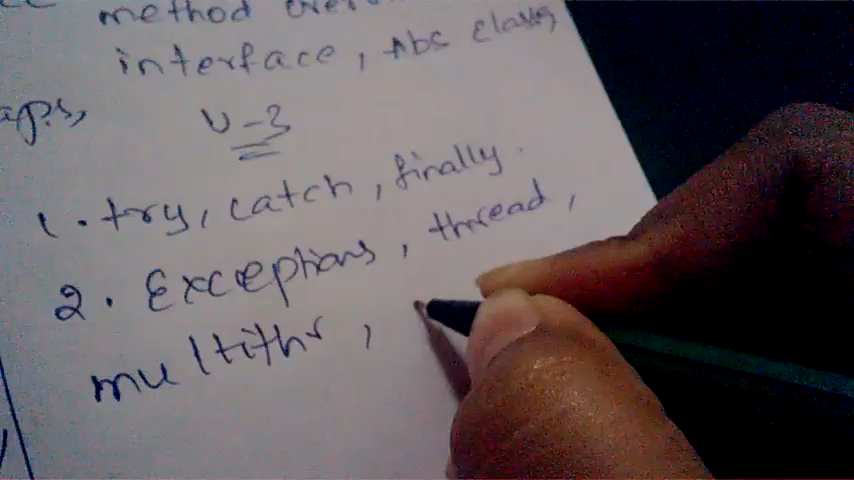 method
interface, Abs class,
U-3
1. try, catch, finally.
2. Exceptions, thread,
multithr,